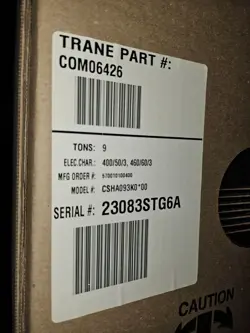 TRANE PART #:
COM06426
TONS: 9
ELEC.CHAR.: 400/50/3, 460/60/3
MFG ORDER #: 570010100400
MODEL #: CSHA093K0*00
SERIAL #: 23083STG6A
CAUTION